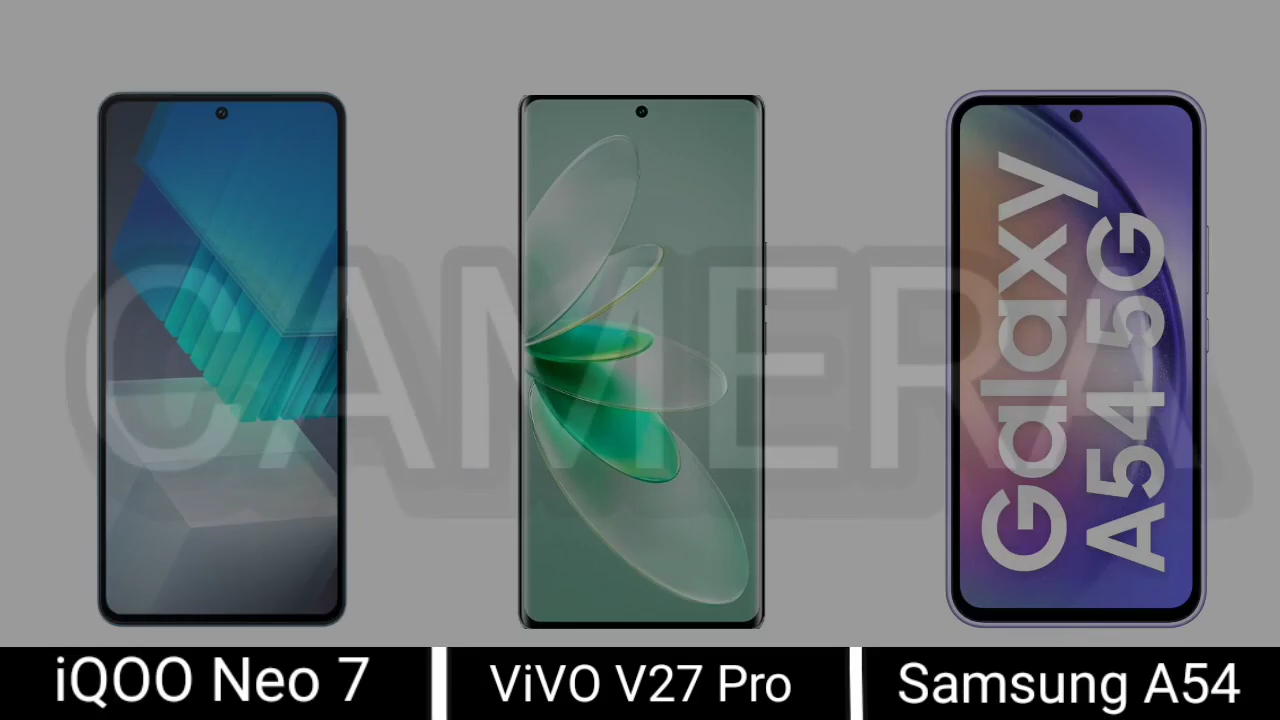 CAMERA
Galaxy
A54 5G
iQOO Neo 7
ViVO V27 Pro
Samsung A54